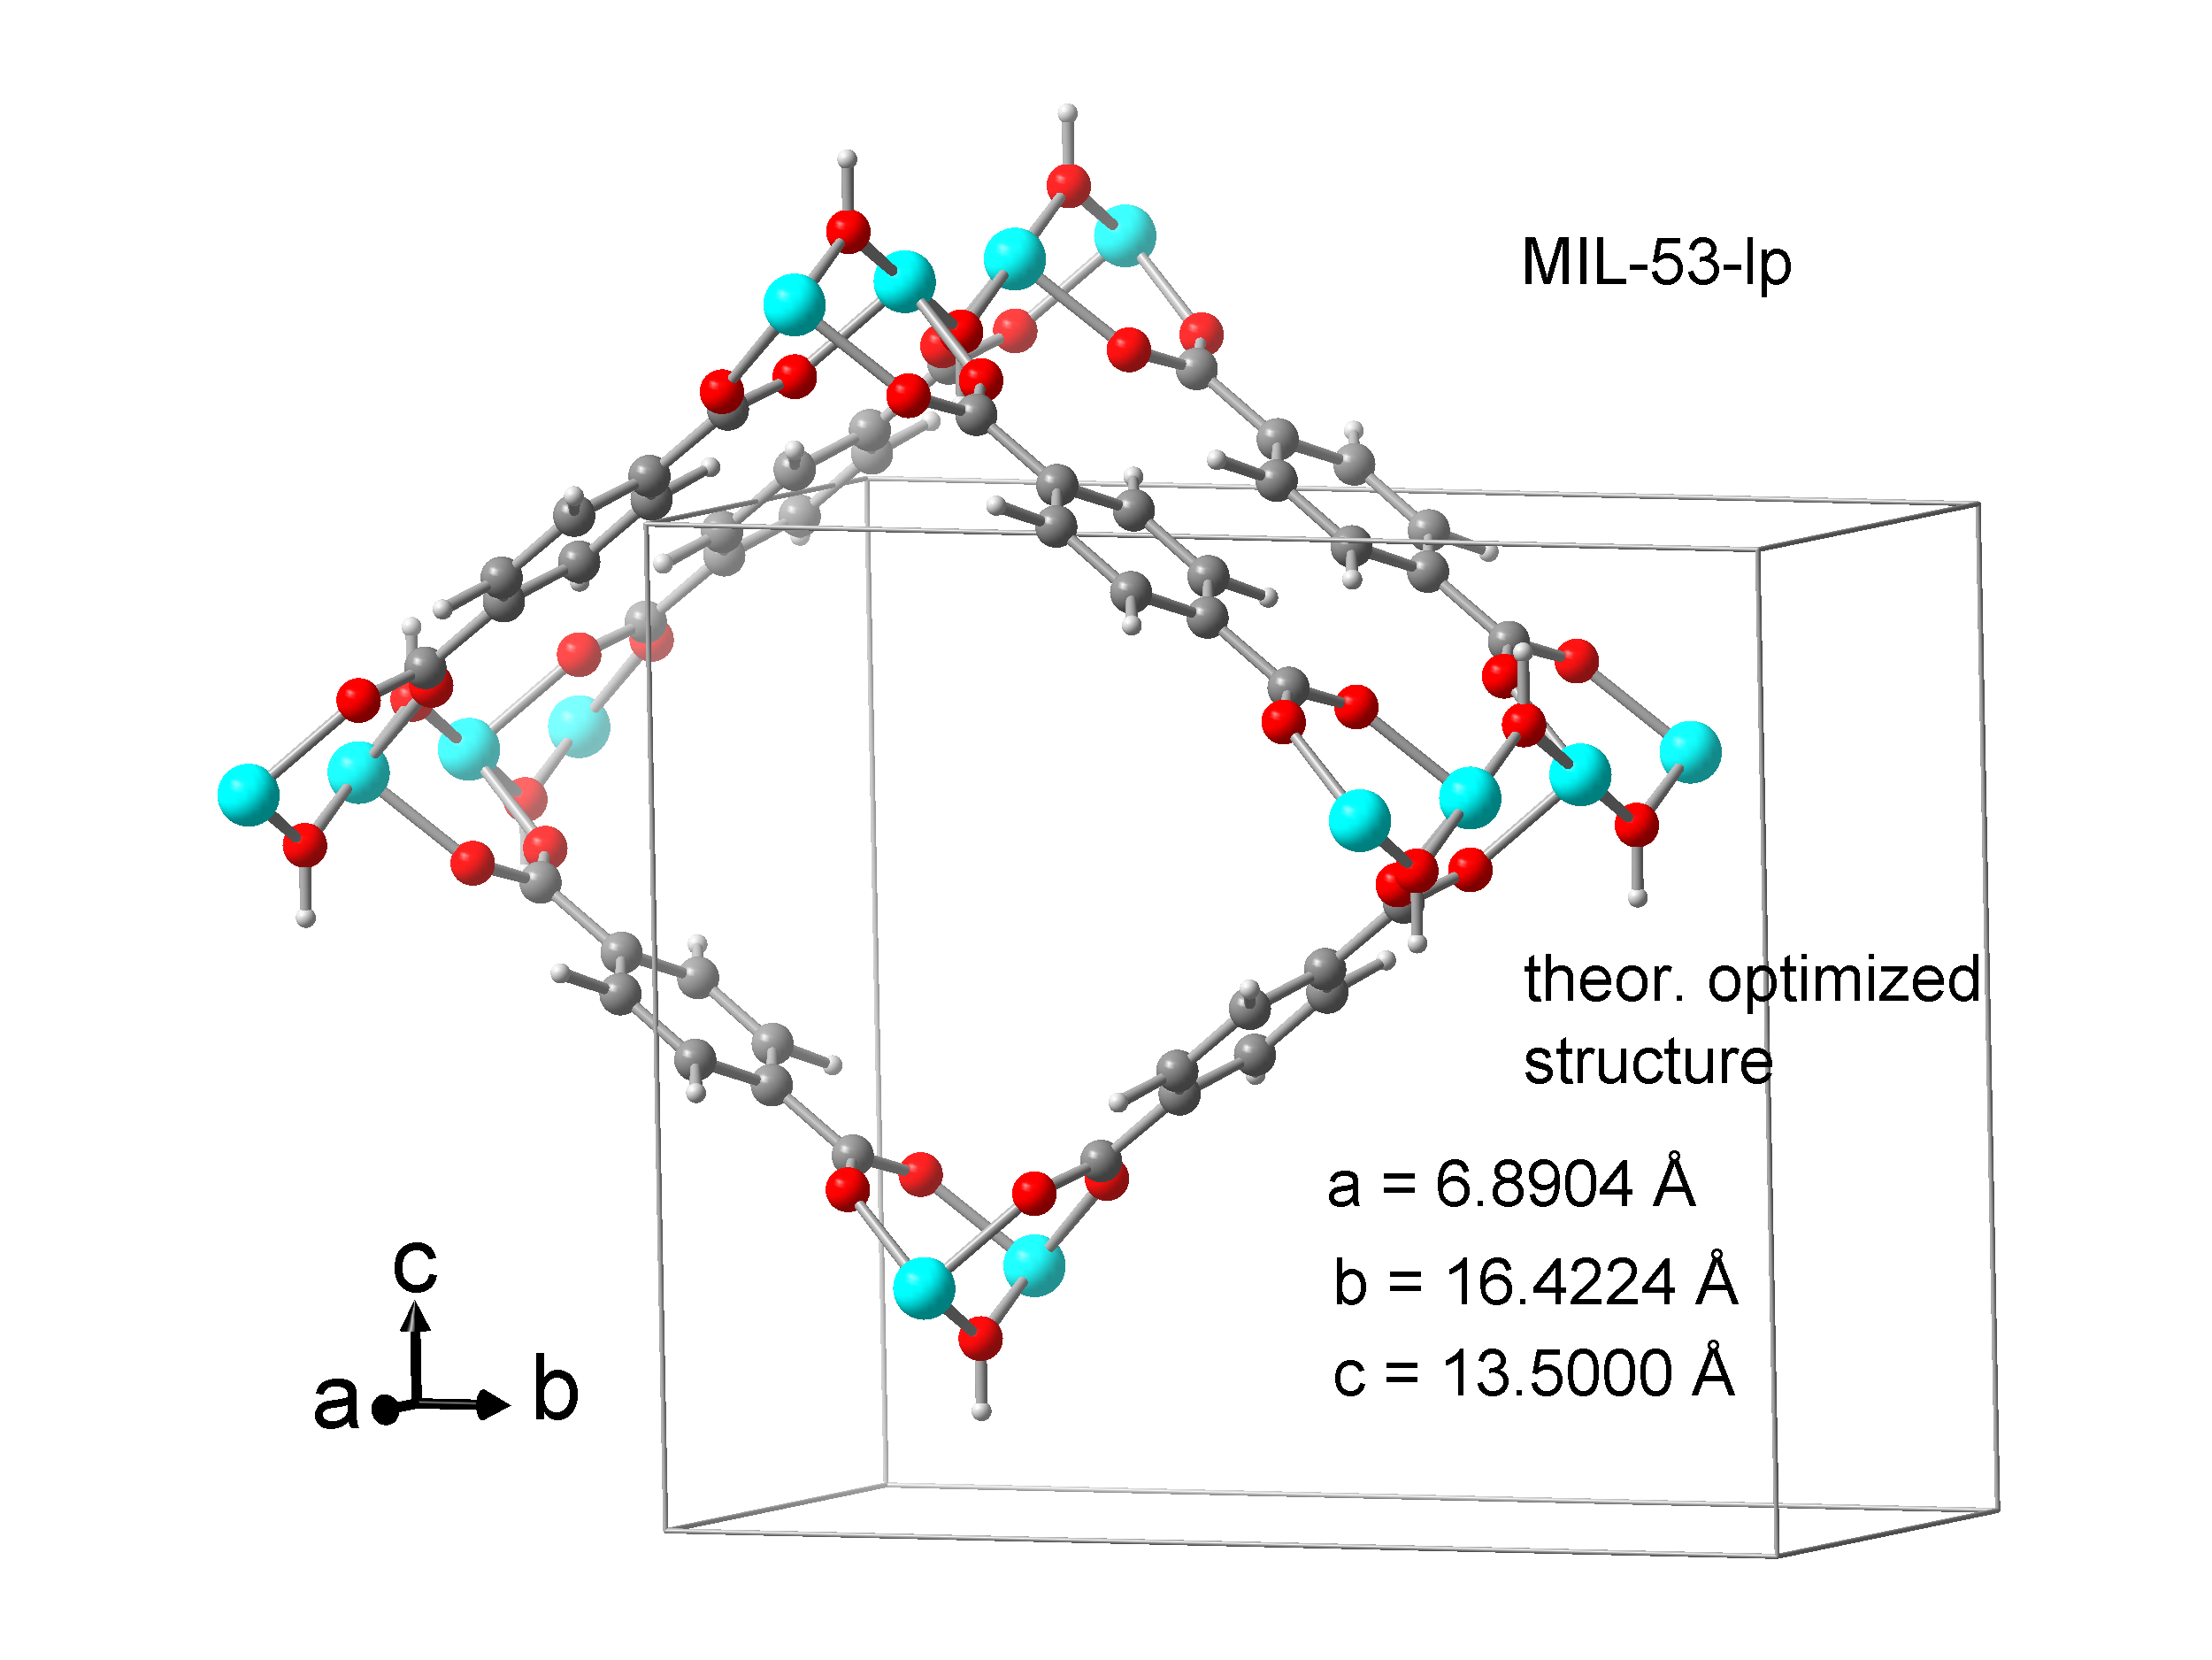 MIL-53-lp
theor. optimized
structure
a = 6.8904 Å
b = 16.4224 Å
c = 13.5000 Å
c
a
b